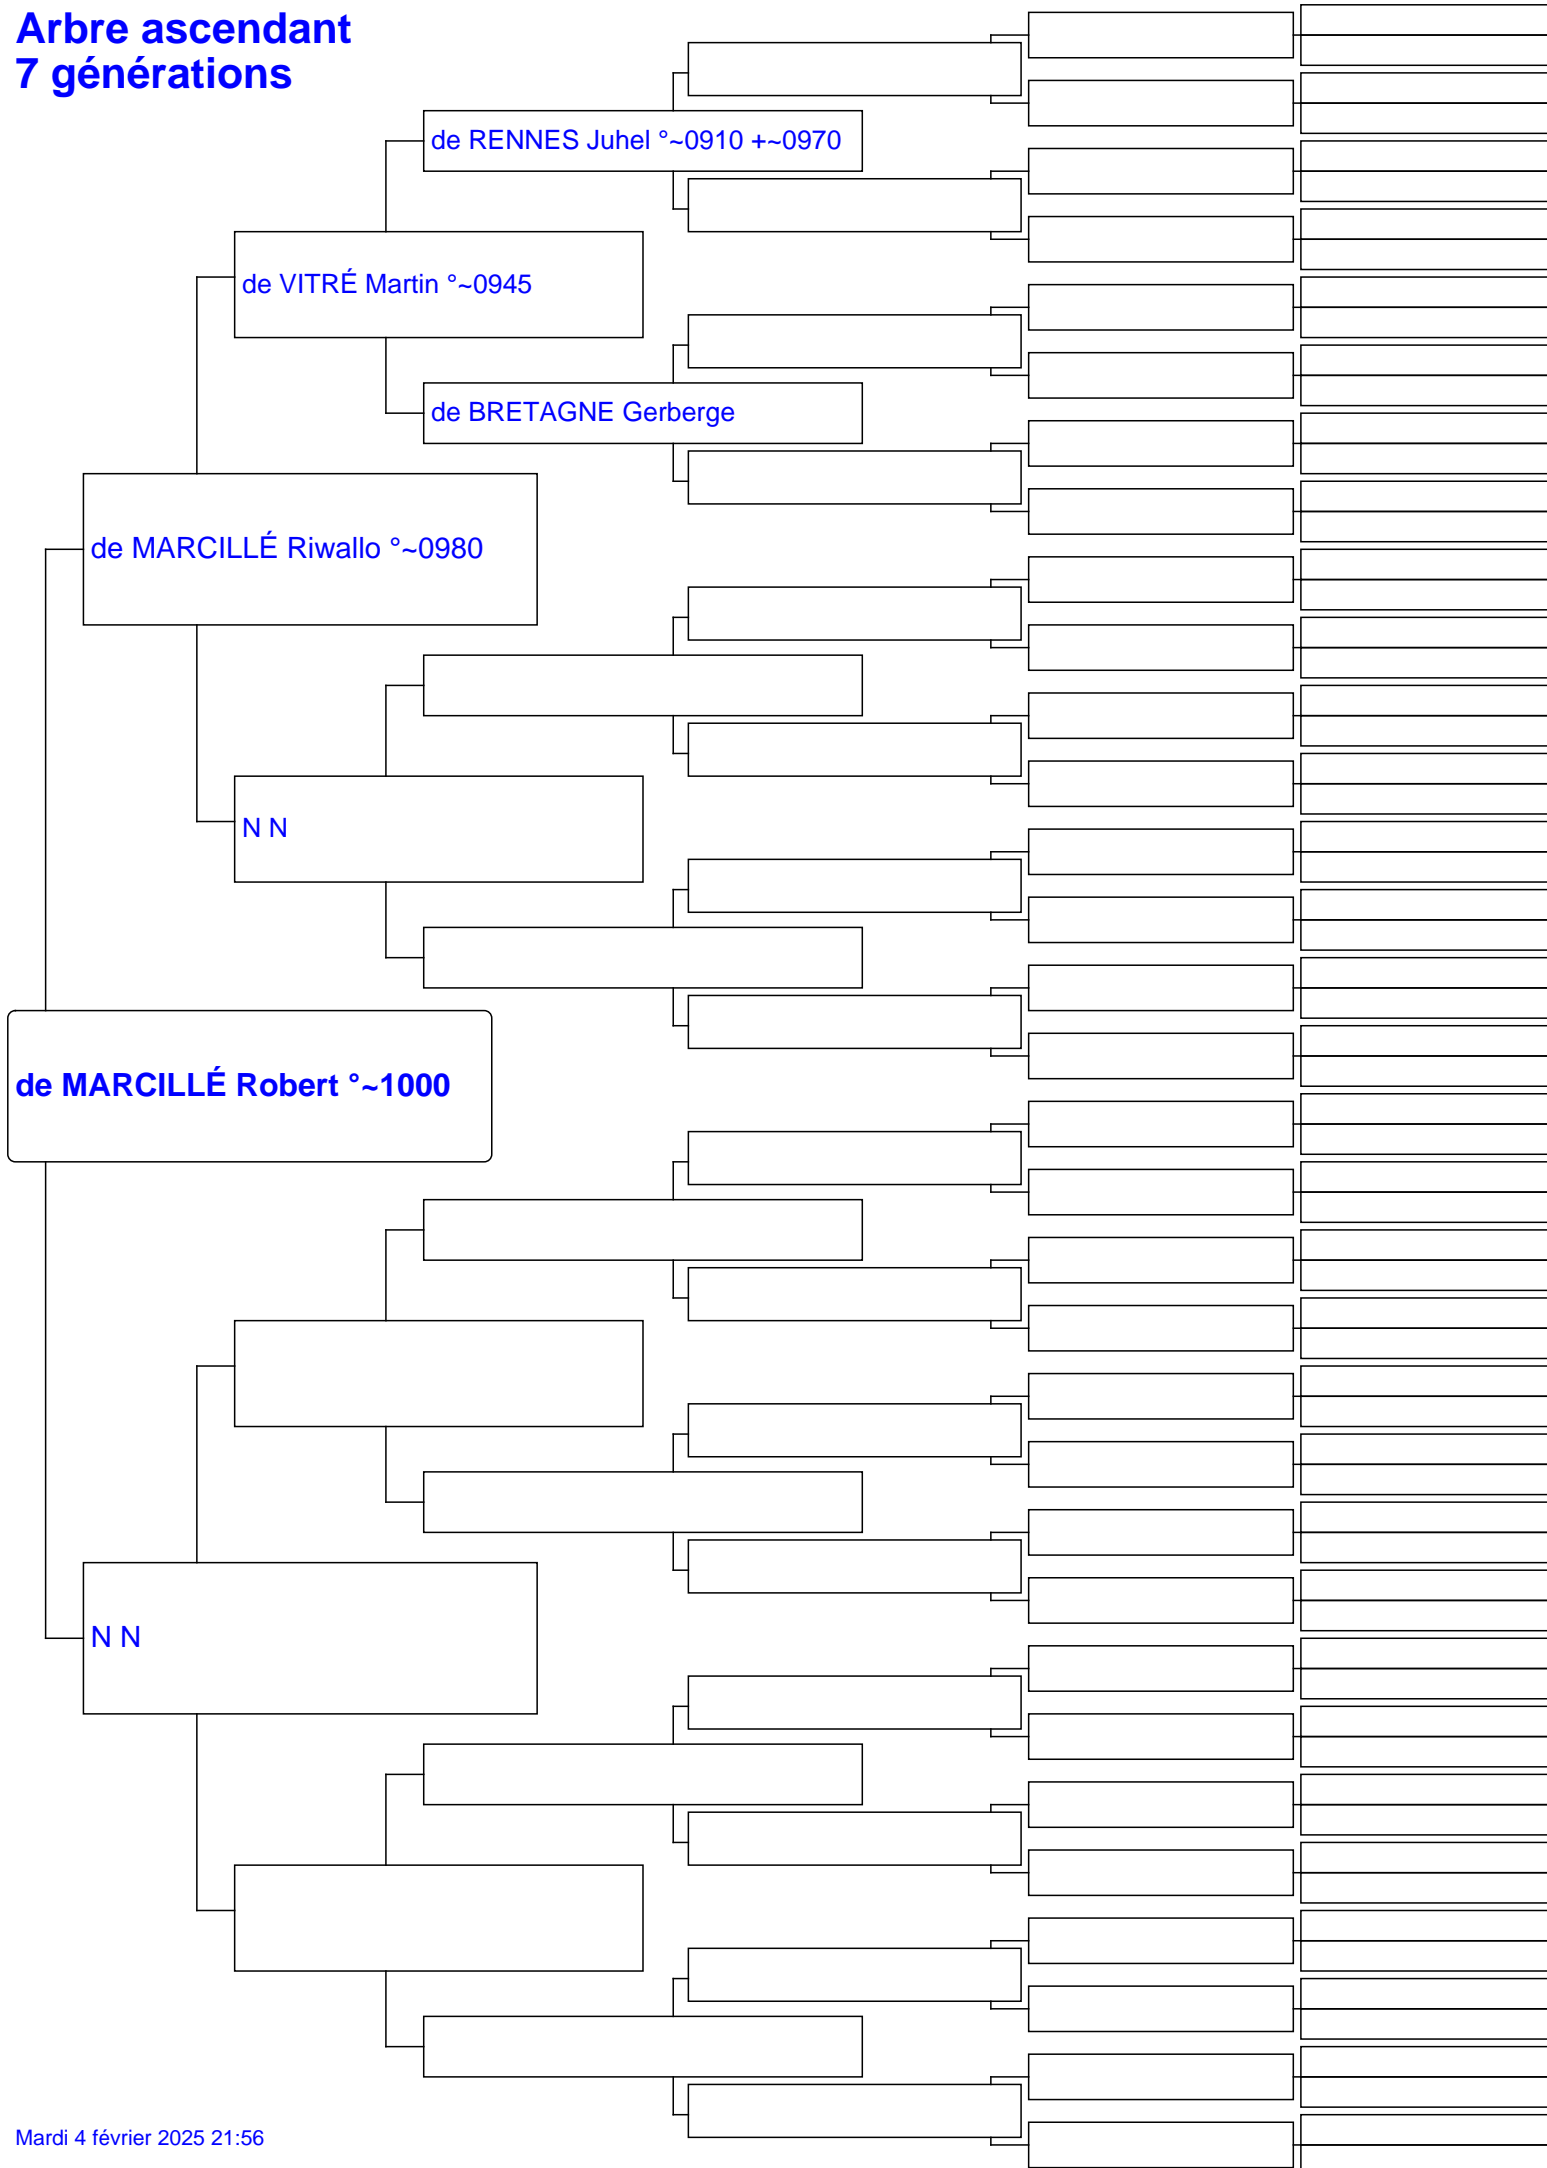 Arbre ascendant
7 générations
de RENNES Juhel °~0910 +~0970
de VITRÉ Martin °~0945
de BRETAGNE Gerberge
de MARCILLÉ Riwallo °~0980
N N
de MARCILLÉ Robert °~1000
N N
Mardi 4 février 2025 21:56